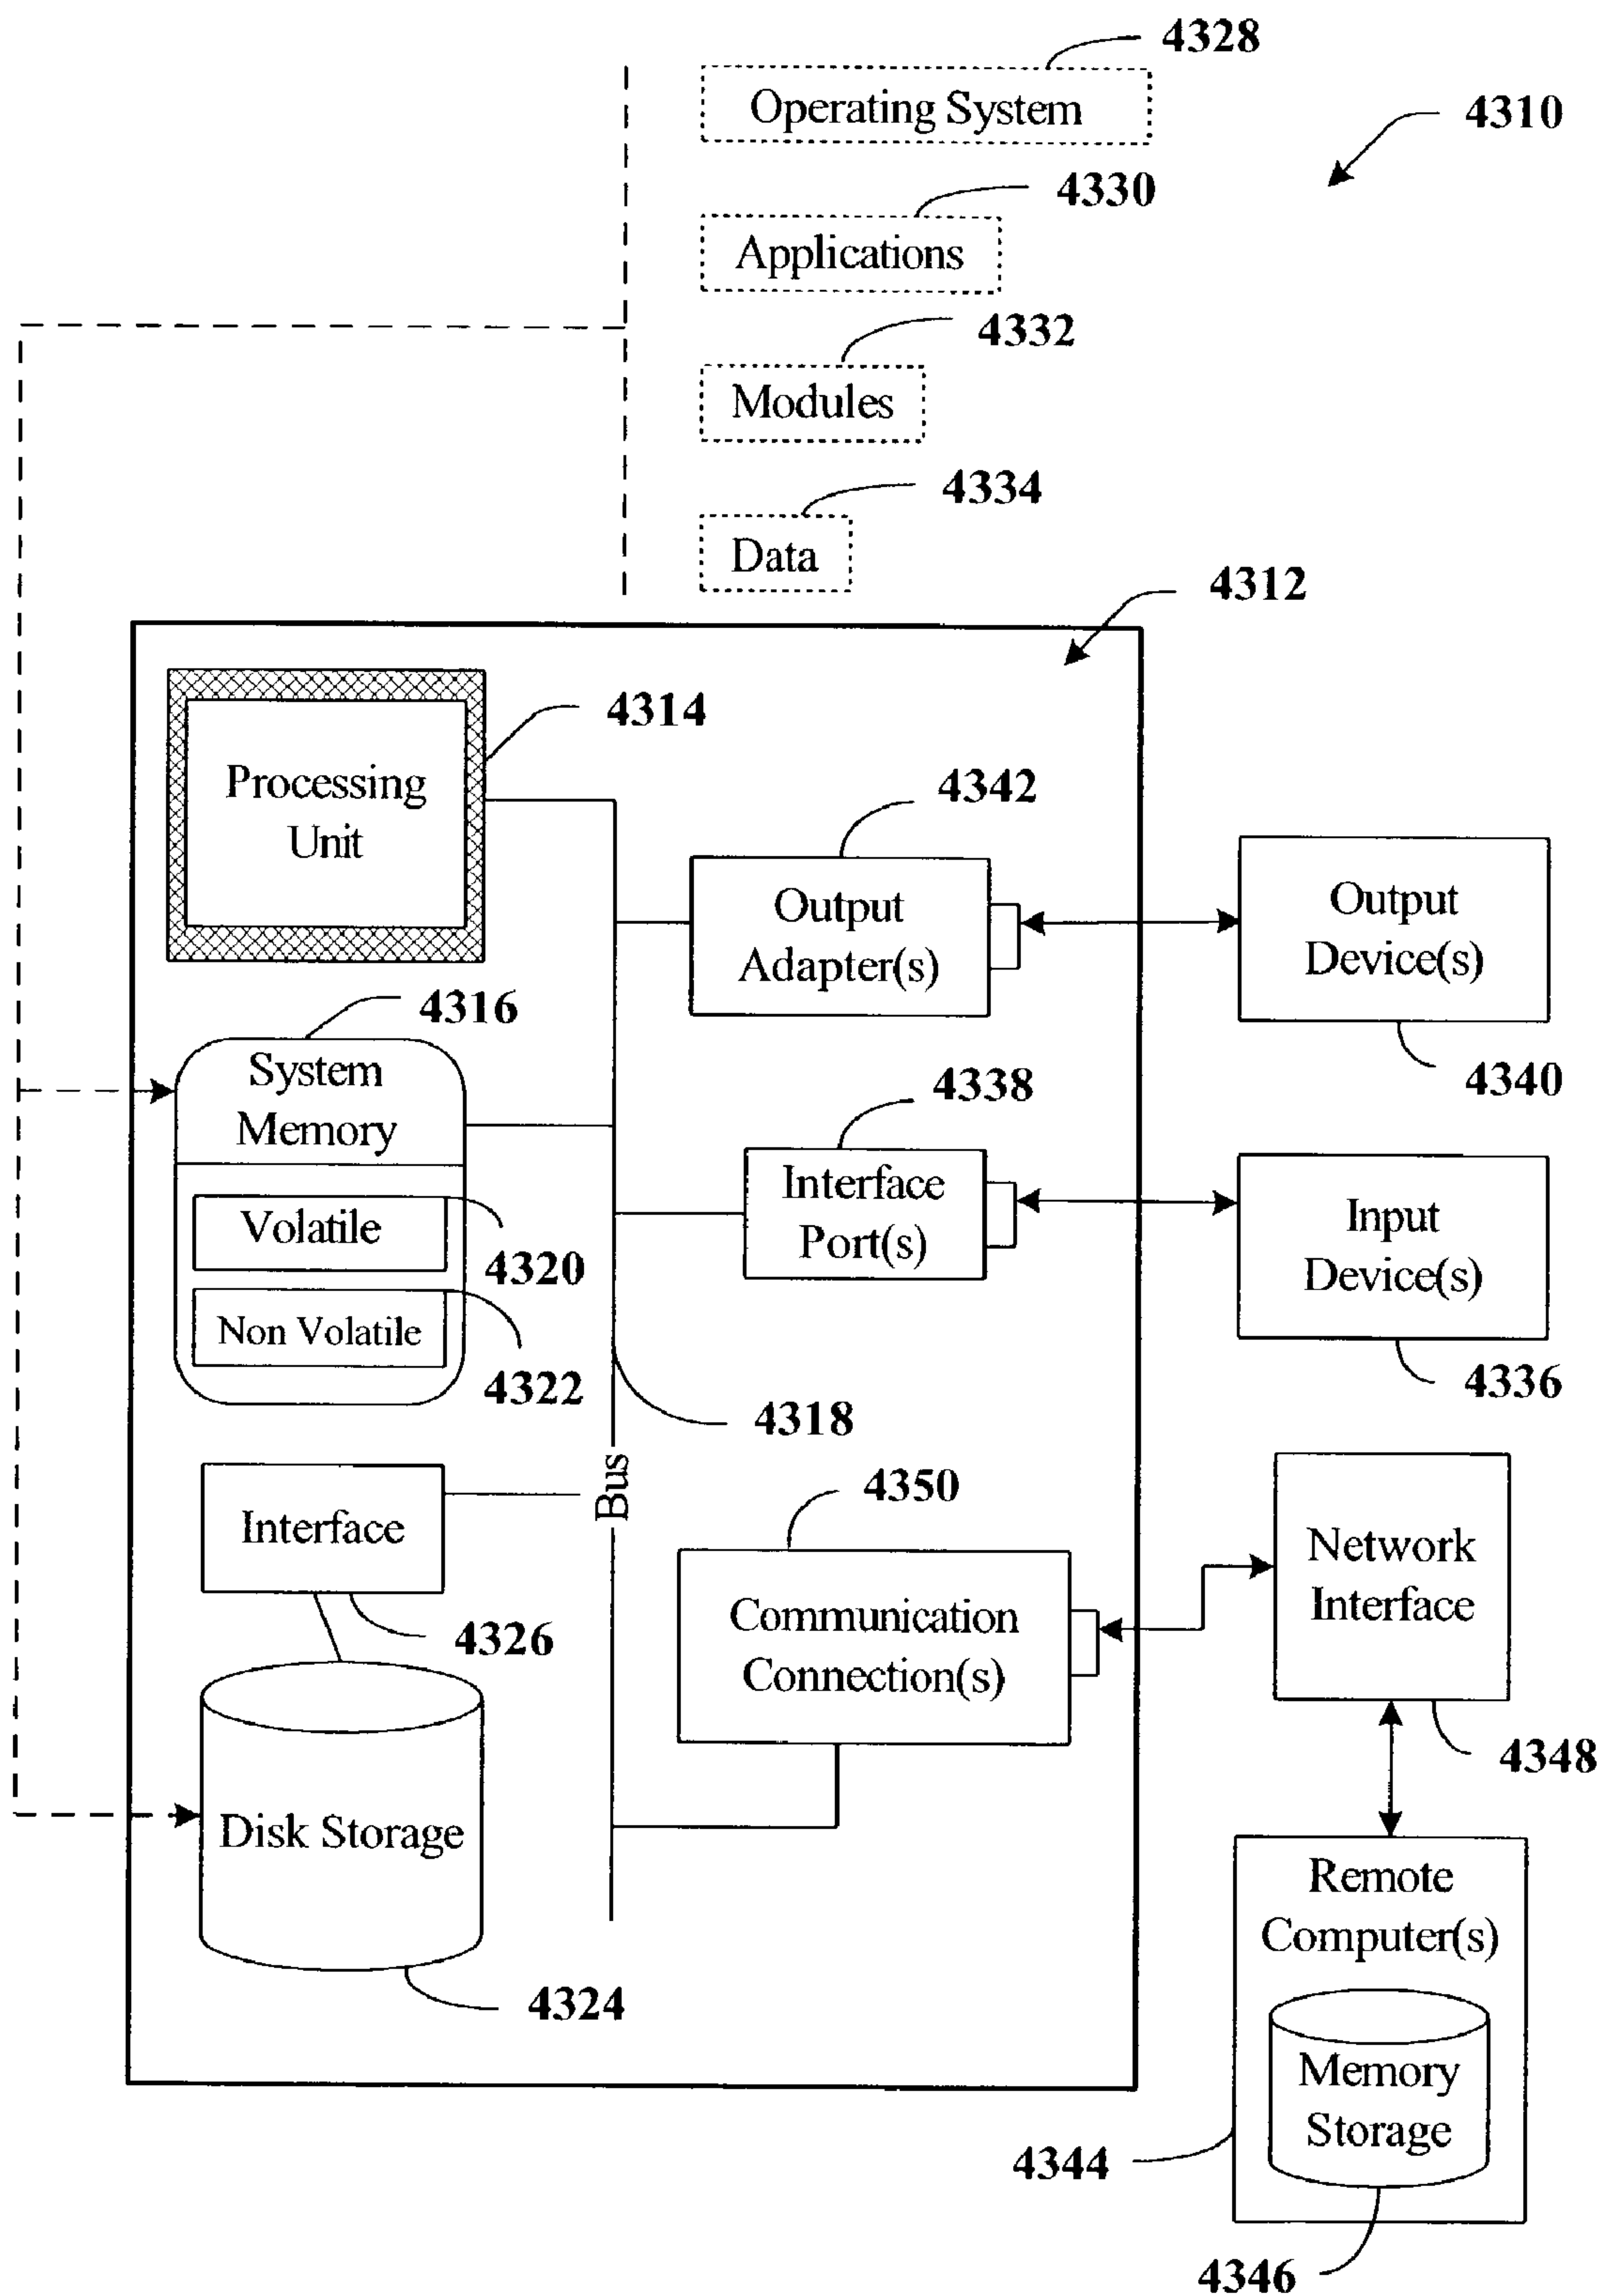 4328
Operating System
4310
4330
Applications
4332
Modules
4334
Data
4312
4314
Processing
Unit
4342
Output
Adapter(s)
Output
Device(s)
4340
4316
System
Memory
4338
Interface
Port(s)
Input
Device(s)
4336
Volatile
4320
Non Volatile
4322
4318
Bus
4350
Interface
4326
Communication
Connection(s)
Network
Interface
4348
Disk Storage
4324
Remote
Computer(s)
Memory
Storage
4344
4346